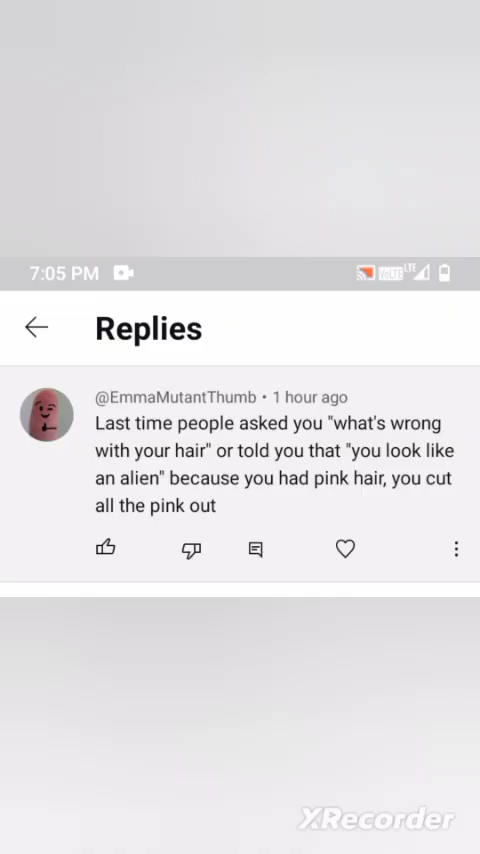 7:05 PM
VoLTE LTE
Replies
@EmmaMutantThumb • 1 hour ago
Last time people asked you "what's wrong
with your hair" or told you that "you look like
an alien" because you had pink hair, you cut
all the pink out
XRecorder